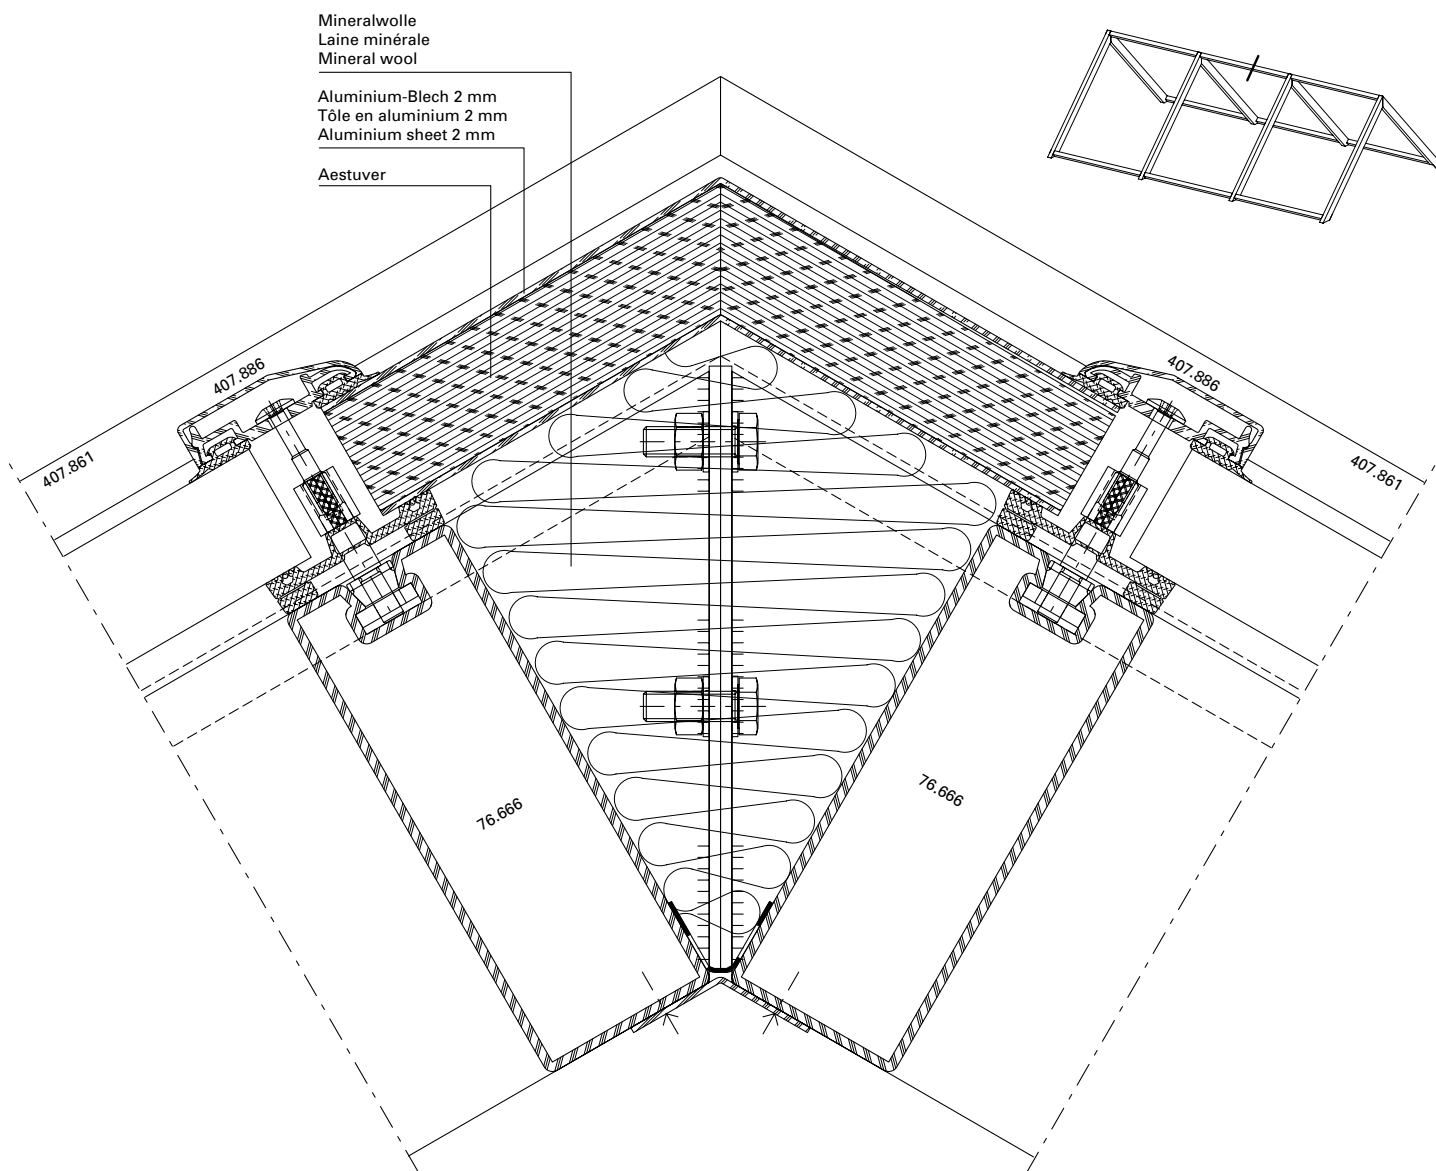 Mineralwolle
Laine minérale
Mineral wool
Aluminium-Blech 2 mm
Tôle en aluminium 2 mm
Aluminium sheet 2 mm
Aestuver
407.886
407.886
407.861
407.861
76.666
76.666